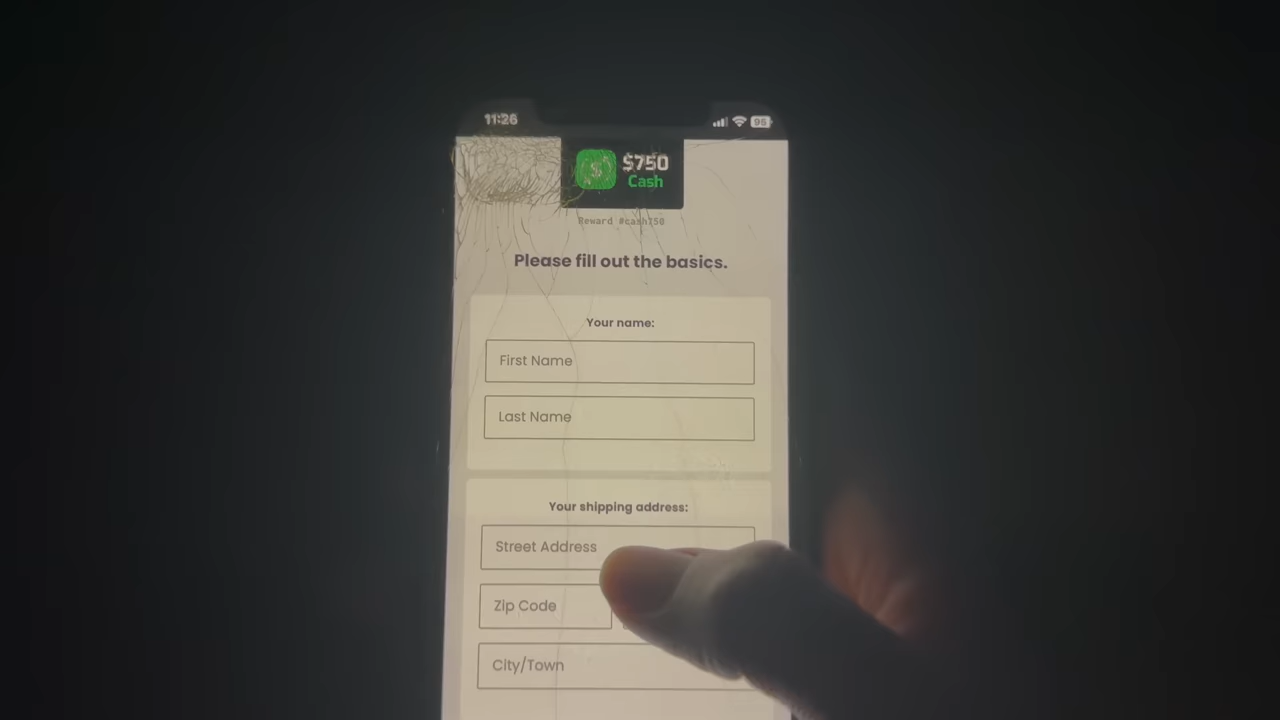 11:26
95
$
$750
Cash
Reward #cash750
Please fill out the basics.
Your name:
First Name
Last Name
Your shipping address:
Street Address
Zip Code
City/Town